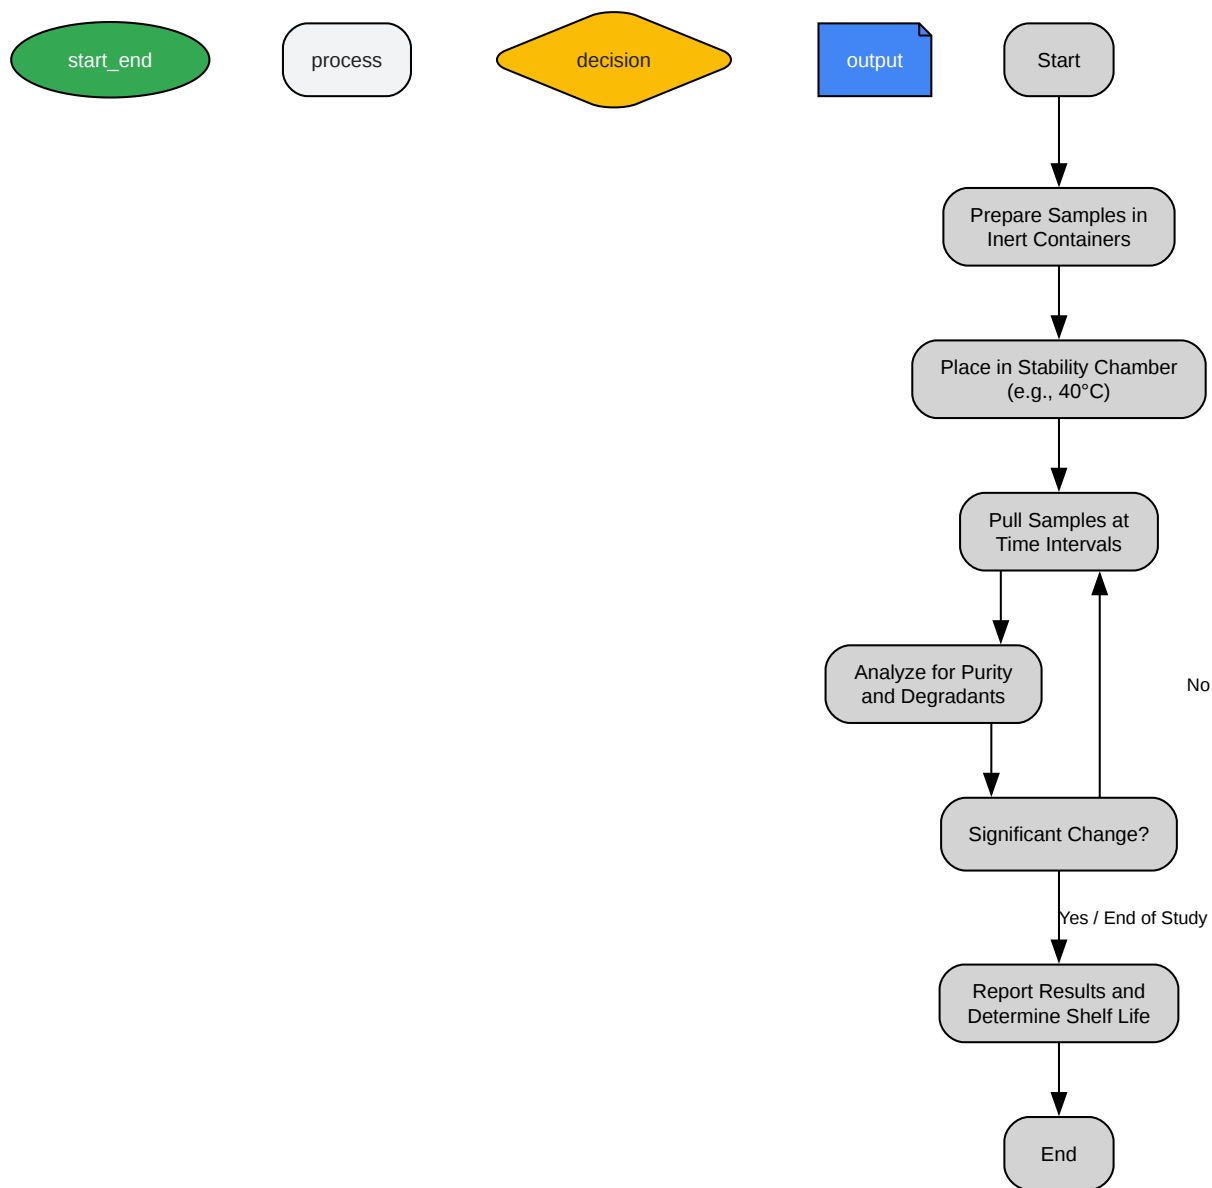 start_end
process
decision
output
Start
Prepare Samples in
Inert Containers
Place in Stability Chamber
(e.g., 40°C)
Pull Samples at
Time Intervals
Analyze for Purity
and Degradants
No
Significant Change?
Yes / End of Study
Report Results and
Determine Shelf Life
End